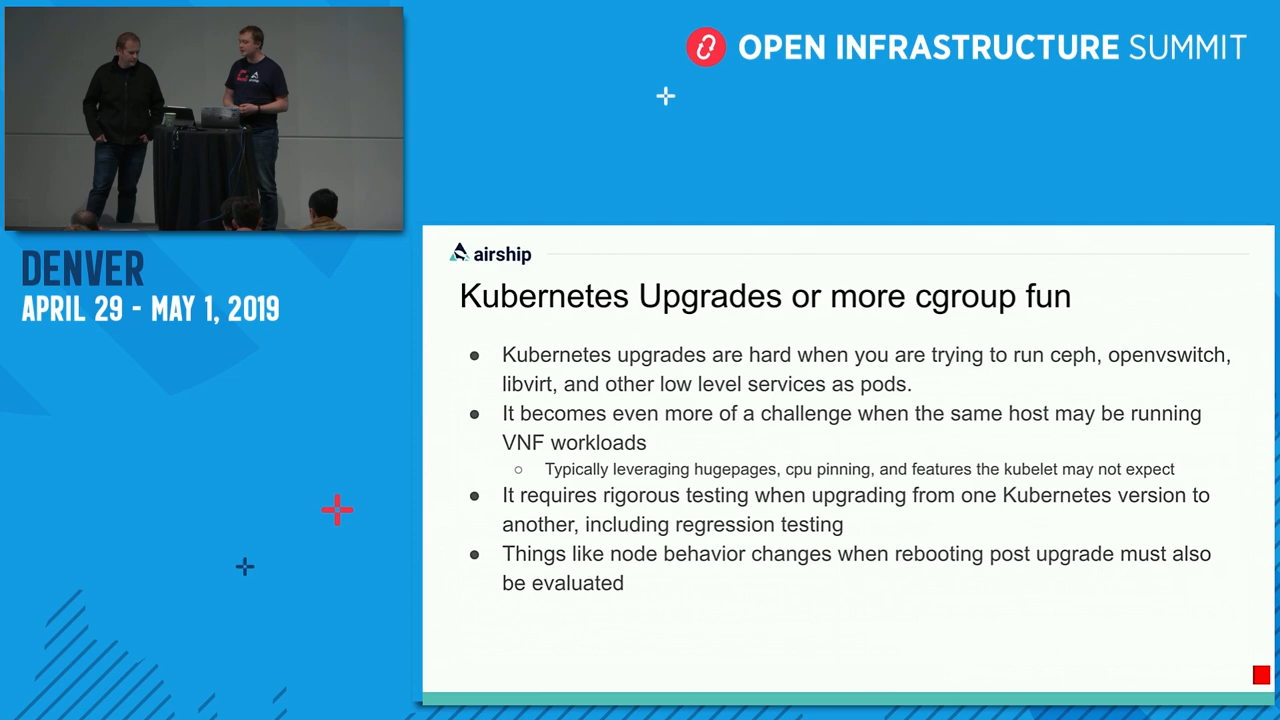 OPEN INFRASTRUCTURE SUMMIT
DENVER
APRIL 29 - MAY 1, 2019
airship
Kubernetes Upgrades or more cgroup fun
● Kubernetes upgrades are hard when you are trying to run ceph, openvswitch,
libvirt, and other low level services as pods.
● It becomes even more of a challenge when the same host may be running
VNF workloads
○ Typically leveraging hugepages, cpu pinning, and features the kubelet may not expect
● It requires rigorous testing when upgrading from one Kubernetes version to
another, including regression testing
● Things like node behavior changes when rebooting post upgrade must also
be evaluated